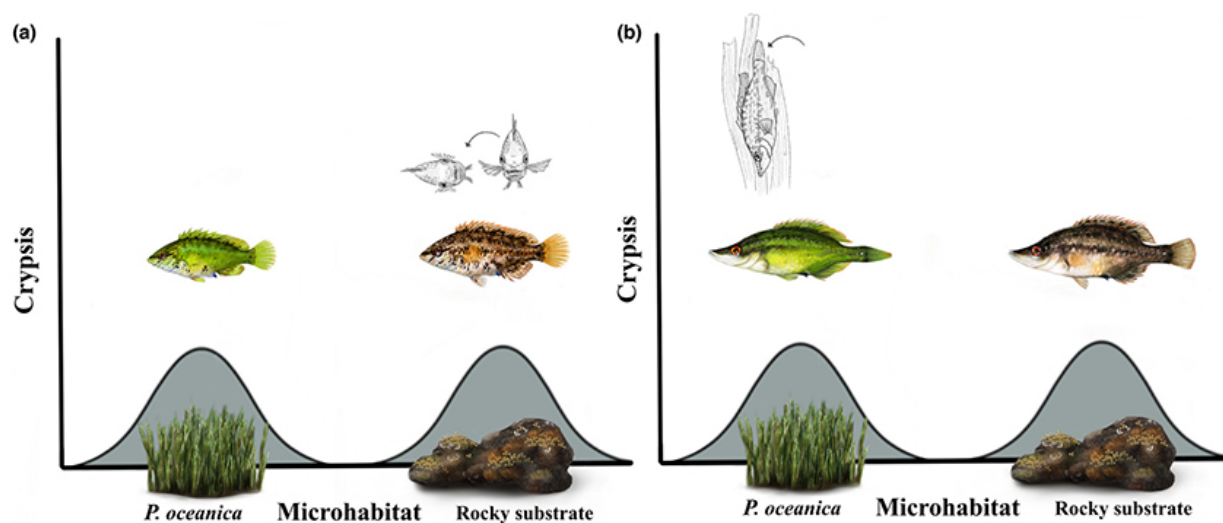 (a)
Crypsis
P. oceanica
Microhabitat
Rocky substrate
(b)
Crypsis
P. oceanica
Microhabitat
Rocky substrate